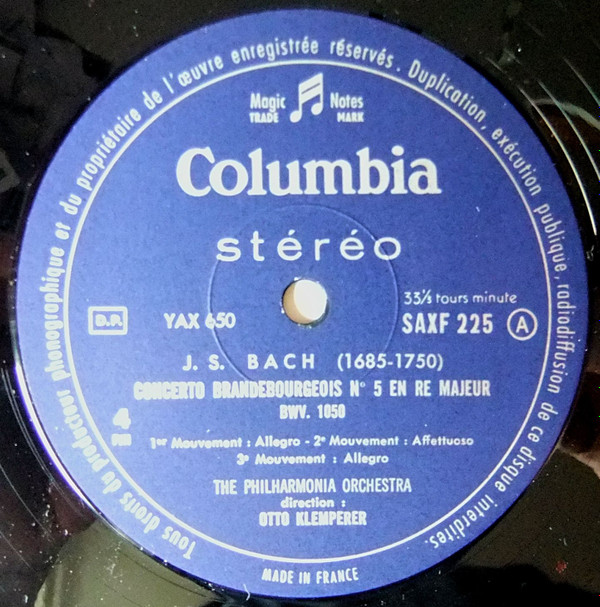 Tous droits du producteur phonographique et du propriétaire de l'œuvre enregistrée réservés. Duplication, exécution publique, radiodiffusion de ce disque interdites.
Magic Notes
TRADE MARK
Columbia
stéréo
33⅓ tours minute
D.P. YAX 650 SAXF 225 A
J. S. BACH (1685-1750)
CONCERTO BRANDEBOURGEOIS N° 5 EN RE MAJEUR
BWV. 1050
4
PM
1er Mouvement : Allegro - 2e Mouvement : Affettuoso
3e Mouvement : Allegro
THE PHILHARMONIA ORCHESTRA
direction :
OTTO KLEMPERER
MADE IN FRANCE